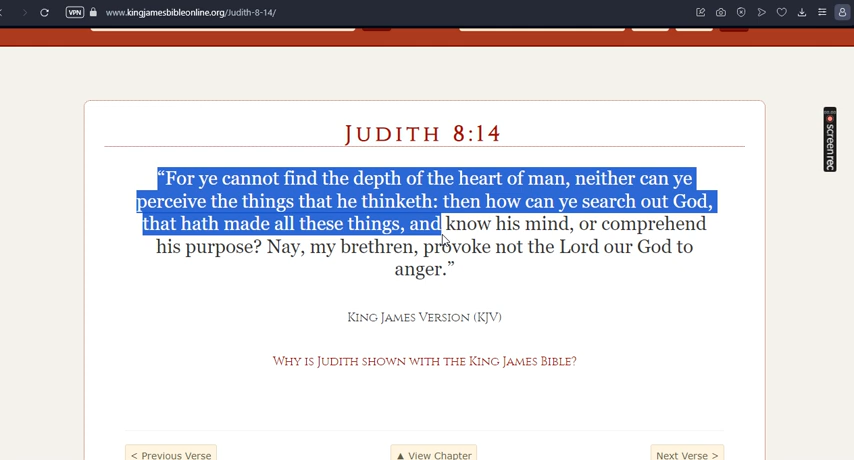 VPN
www.kingjamesbibleonline.org/Judith-8-14/
Judith 8:14
“For ye cannot find the depth of the heart of man, neither can ye
perceive the things that he thinketh: then how can ye search out God,
that hath made all these things, and know his mind, or comprehend
his purpose? Nay, my brethren, provoke not the Lord our God to
anger.”
King James Version (KJV)
Why is Judith shown with the King James Bible?
< Previous Verse
▲ View Chapter
Next Verse >
screenrec